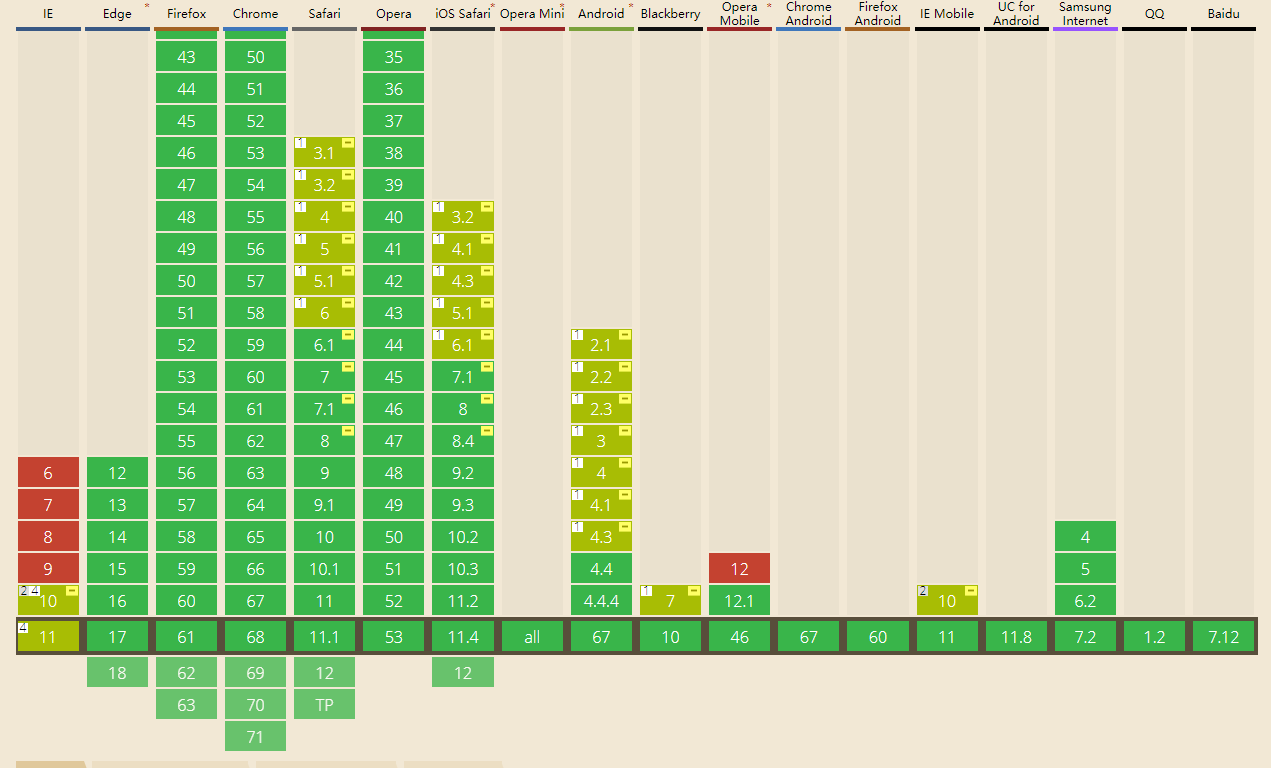 IE Edge* Firefox Chrome Safari Opera iOS Safari* Opera Mini* Android* Blackberry Opera Mobile* Chrome Android Firefox Android IE Mobile UC for Android Samsung Internet QQ Baidu
43 50 35
44 51 36
45 52 37
46 53 1 3.1 38
47 54 1 3.2 39
48 55 1 4 40 1 3.2
49 56 1 5 41 1 4.1
50 57 1 5.1 42 1 4.3
51 58 1 6 43 1 5.1
52 59 6.1 44 1 6.1 1 2.1
53 60 7 45 7.1 1 2.2
54 61 7.1 46 8 1 2.3
55 62 8 47 8.4 1 3
6 12 56 63 9 48 9.2 1 4
7 13 57 64 9.1 49 9.3 1 4.1
8 14 58 65 10 50 10.2 1 4.3 4
9 15 59 66 10.1 51 10.3 4.4 12 5
2 4 10 16 60 67 11 52 11.2 4.4.4 1 7 12.1 2 10 6.2
4 11 17 61 68 11.1 53 11.4 all 67 10 46 67 60 11 11.8 7.2 1.2 7.12
18 62 69 12 12
63 70 TP
71